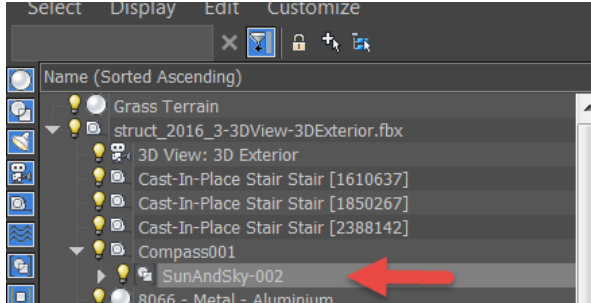 Select Display Edit Customize
Name (Sorted Ascending)
Grass Terrain
struct_2016_3-3DView-3DExterior.fbx
3D View: 3D Exterior
Cast-In-Place Stair Stair [1610637]
Cast-In-Place Stair Stair [1850267]
Cast-In-Place Stair Stair [2388142]
Compass001
SunAndSky-002
8066 - Metal - Aluminium